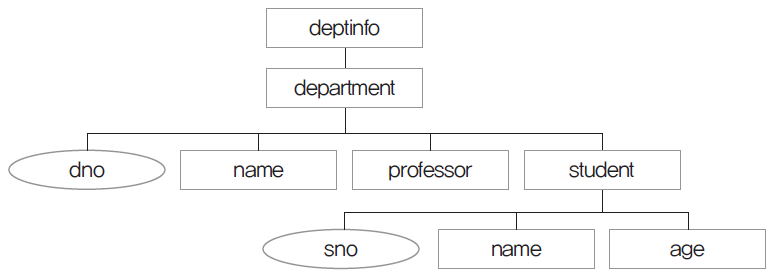 deptinfo
department
dno
name
professor
student
sno
name
age